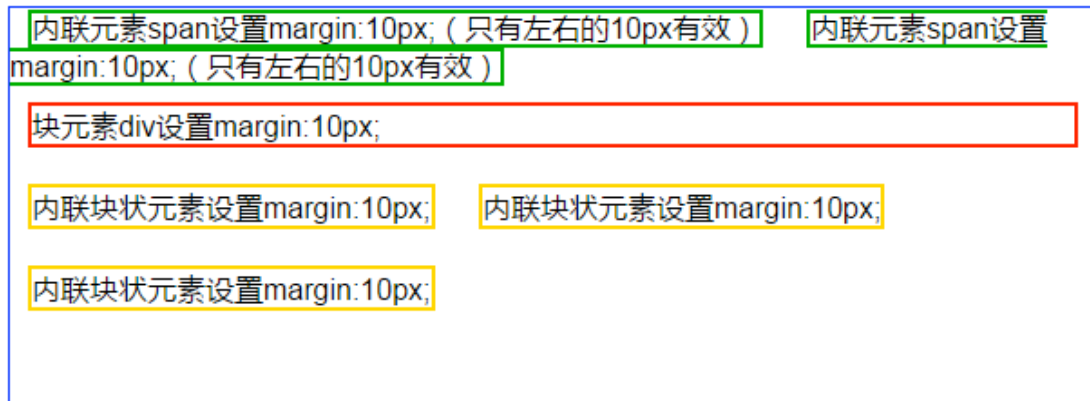 内联元素span设置margin:10px;（只有左右的10px有效） 内联元素span设置
margin:10px;（只有左右的10px有效）
块元素div设置margin:10px;
内联块状元素设置margin:10px; 内联块状元素设置margin:10px;
内联块状元素设置margin:10px;